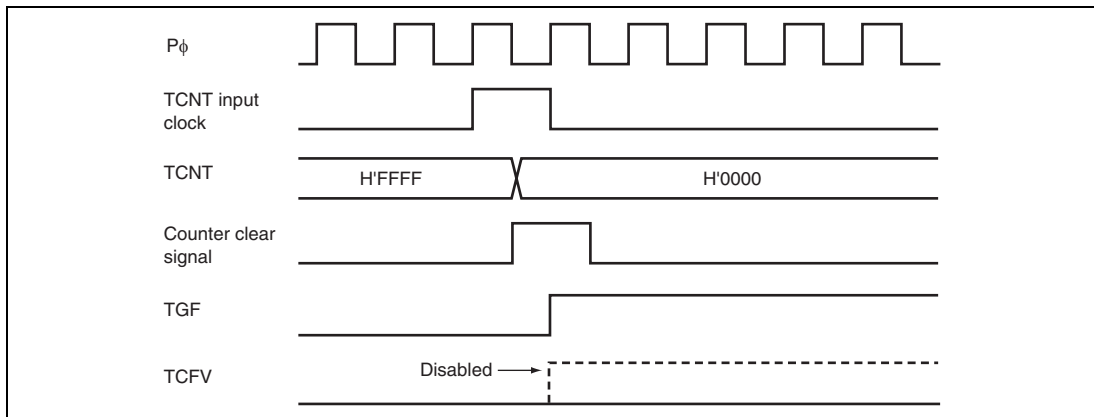 Pϕ
TCNT input
clock
TCNT
H'FFFF
H'0000
Counter clear
signal
TGF
Disabled
TCFV